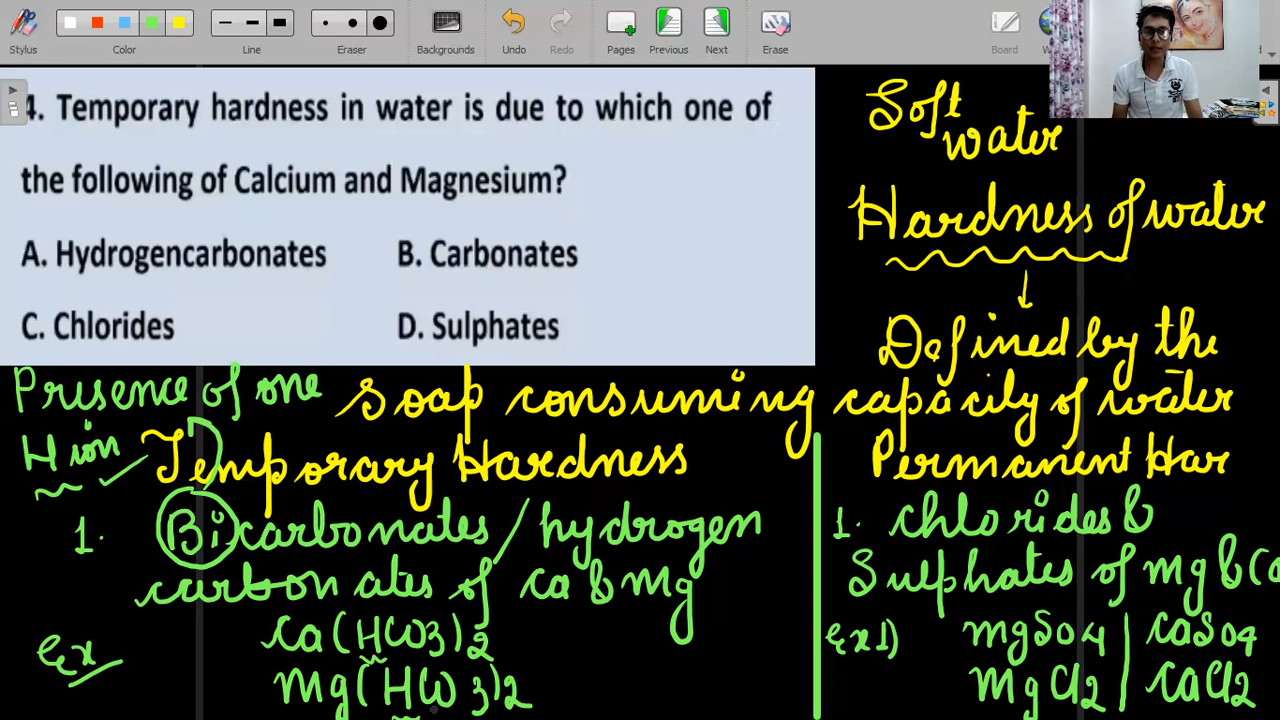 Stylus
Color
Line
Eraser
Backgrounds
Undo
Redo
Pages
Previous
Next
Erase
Board
4. Temporary hardness in water is due to which one of
the following of Calcium and Magnesium?
A. Hydrogencarbonates B. Carbonates
C. Chlorides D. Sulphates
Soft
water
Hardness of water
Defined by the
soap consuming capacity of water
Presence of one
H ion
Temporary Hardness
1. Bicarbonates / hydrogen
carbonates of ca & mg
Ex
ca(HCO3)2
Mg(HCO3)2
Permanent Har
1. chlorides &
Sulphates of mg & (a
Ex 1) mgSO4 | CaSO4
MgCl2 | CaCl2